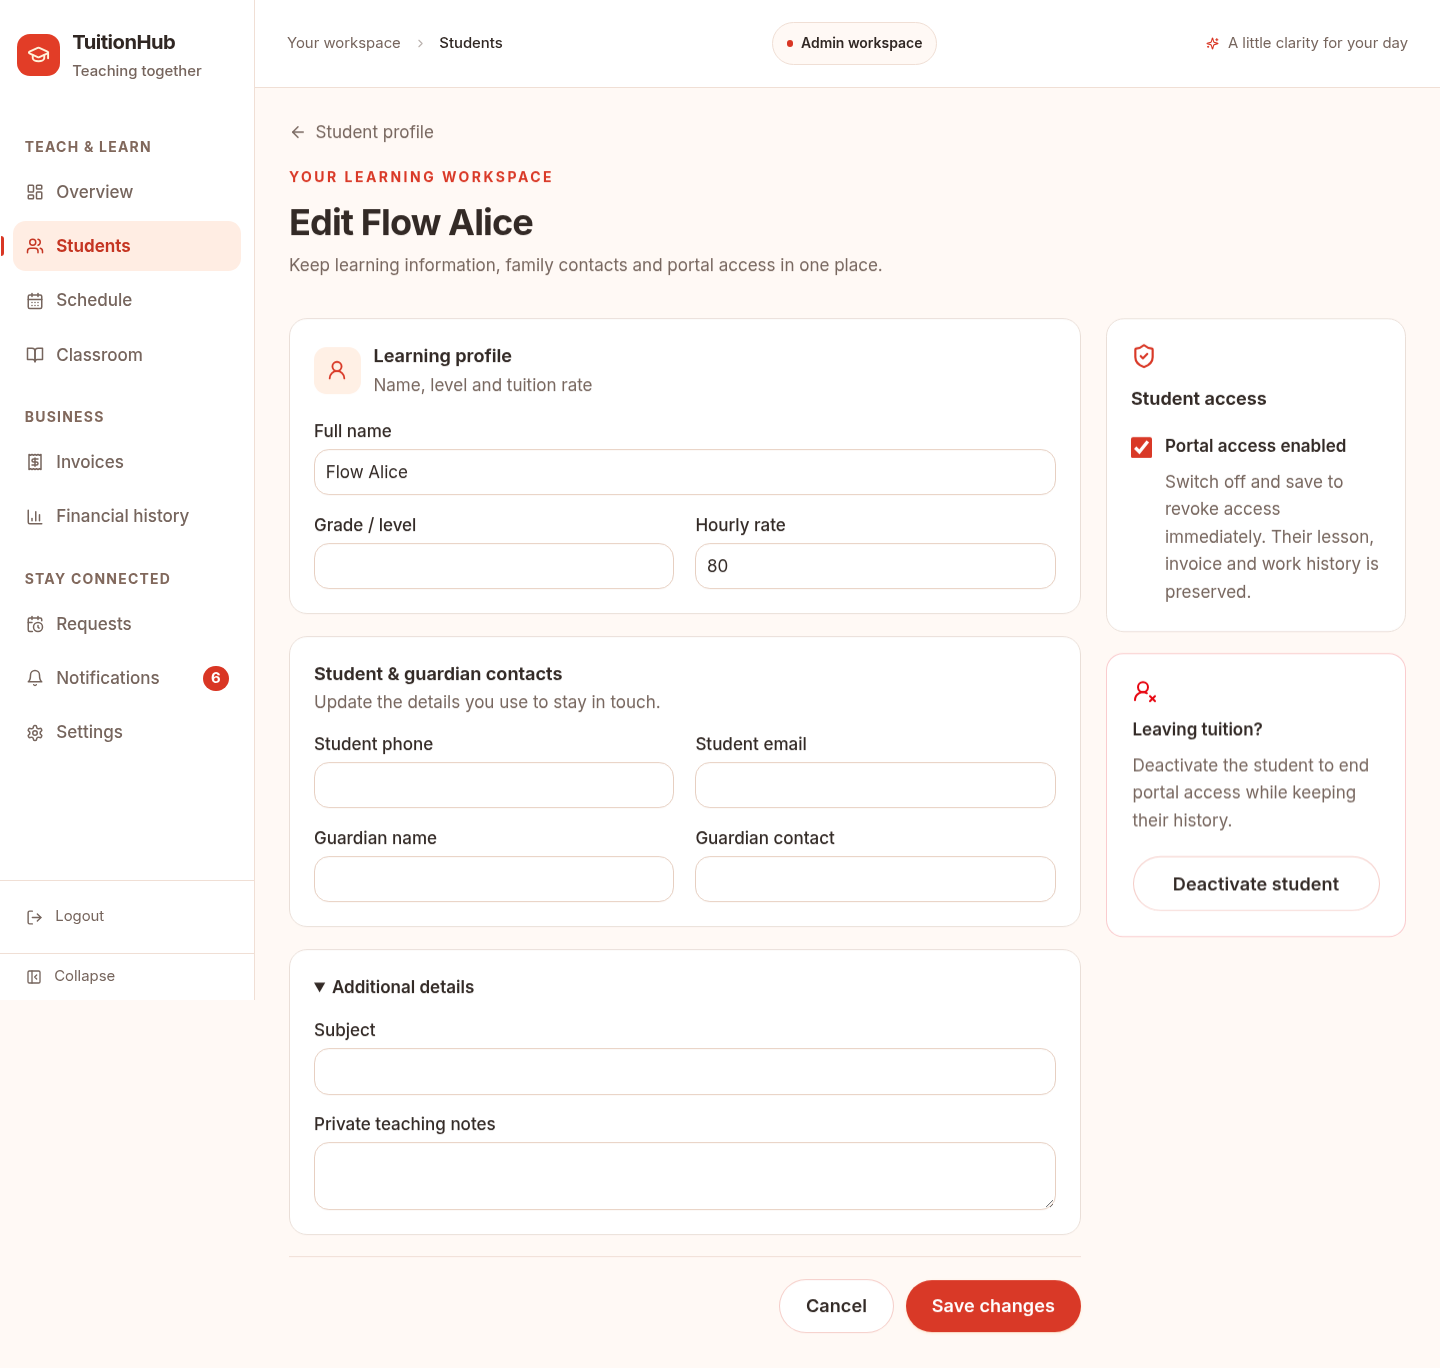 TuitionHub
Teaching together
TEACH & LEARN
Overview
Students
Schedule
Classroom
BUSINESS
Invoices
Financial history
STAY CONNECTED
Requests
Notifications 6
Settings
Logout
Collapse
Your workspace > Students
Admin workspace
A little clarity for your day
Student profile
YOUR LEARNING WORKSPACE
Edit Flow Alice
Keep learning information, family contacts and portal access in one place.
Learning profile
Name, level and tuition rate
Full name
Flow Alice
Grade / level
Hourly rate
80
Student & guardian contacts
Update the details you use to stay in touch.
Student phone
Student email
Guardian name
Guardian contact
Additional details
Subject
Private teaching notes
Cancel
Save changes
Student access
Portal access enabled
Switch off and save to
revoke access
immediately. Their lesson,
invoice and work history is
preserved.
Leaving tuition?
Deactivate the student to end
portal access while keeping
their history.
Deactivate student